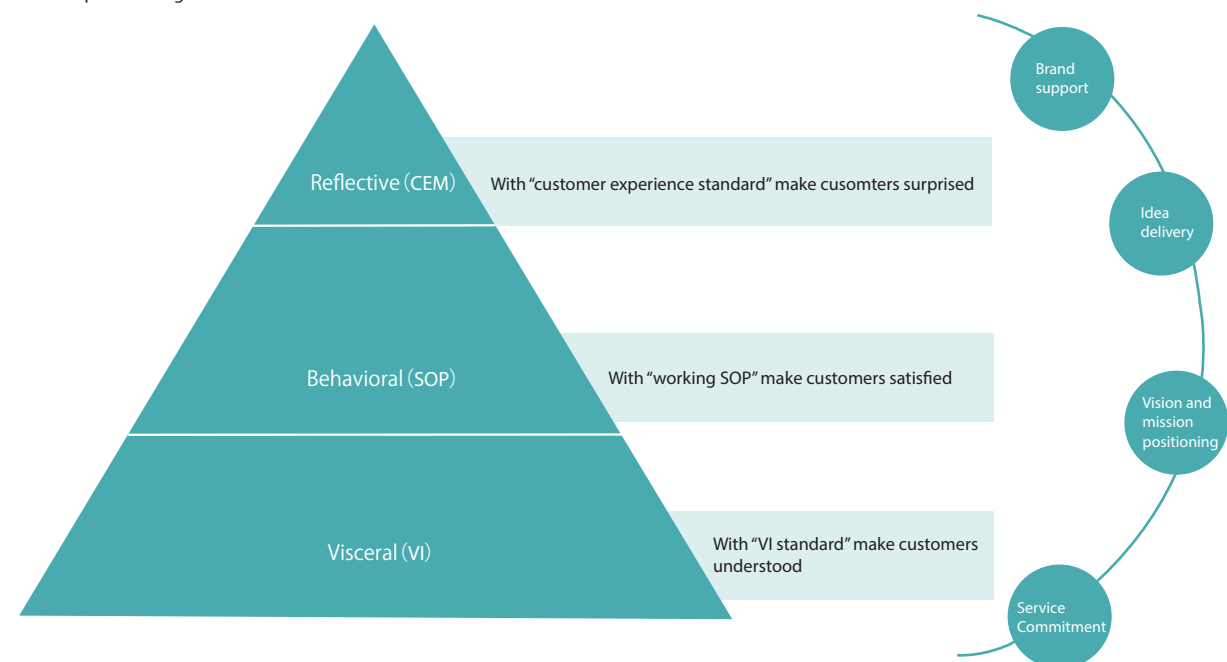 Reflective (CEM)
With “customer experience standard” make cusomters surprised
Behavioral (SOP)
With “working SOP” make customers satisfied
Visceral (VI)
With “VI standard” make customers
understood
Brand
support
Idea
delivery
Vision and
mission
positioning
Service
Commitment